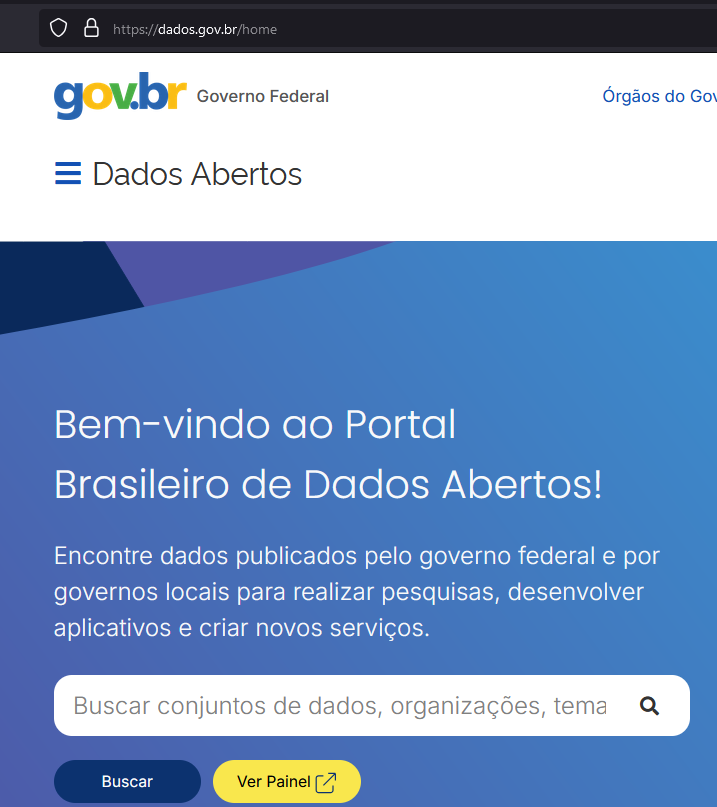 https://dados.gov.br/home
gov.br Governo Federal
Órgãos do Gov
Dados Abertos
Bem-vindo ao Portal
Brasileiro de Dados Abertos!
Encontre dados publicados pelo governo federal e por
governos locais para realizar pesquisas, desenvolver
aplicativos e criar novos serviços.
Buscar conjuntos de dados, organizações, tema
Buscar
Ver Painel